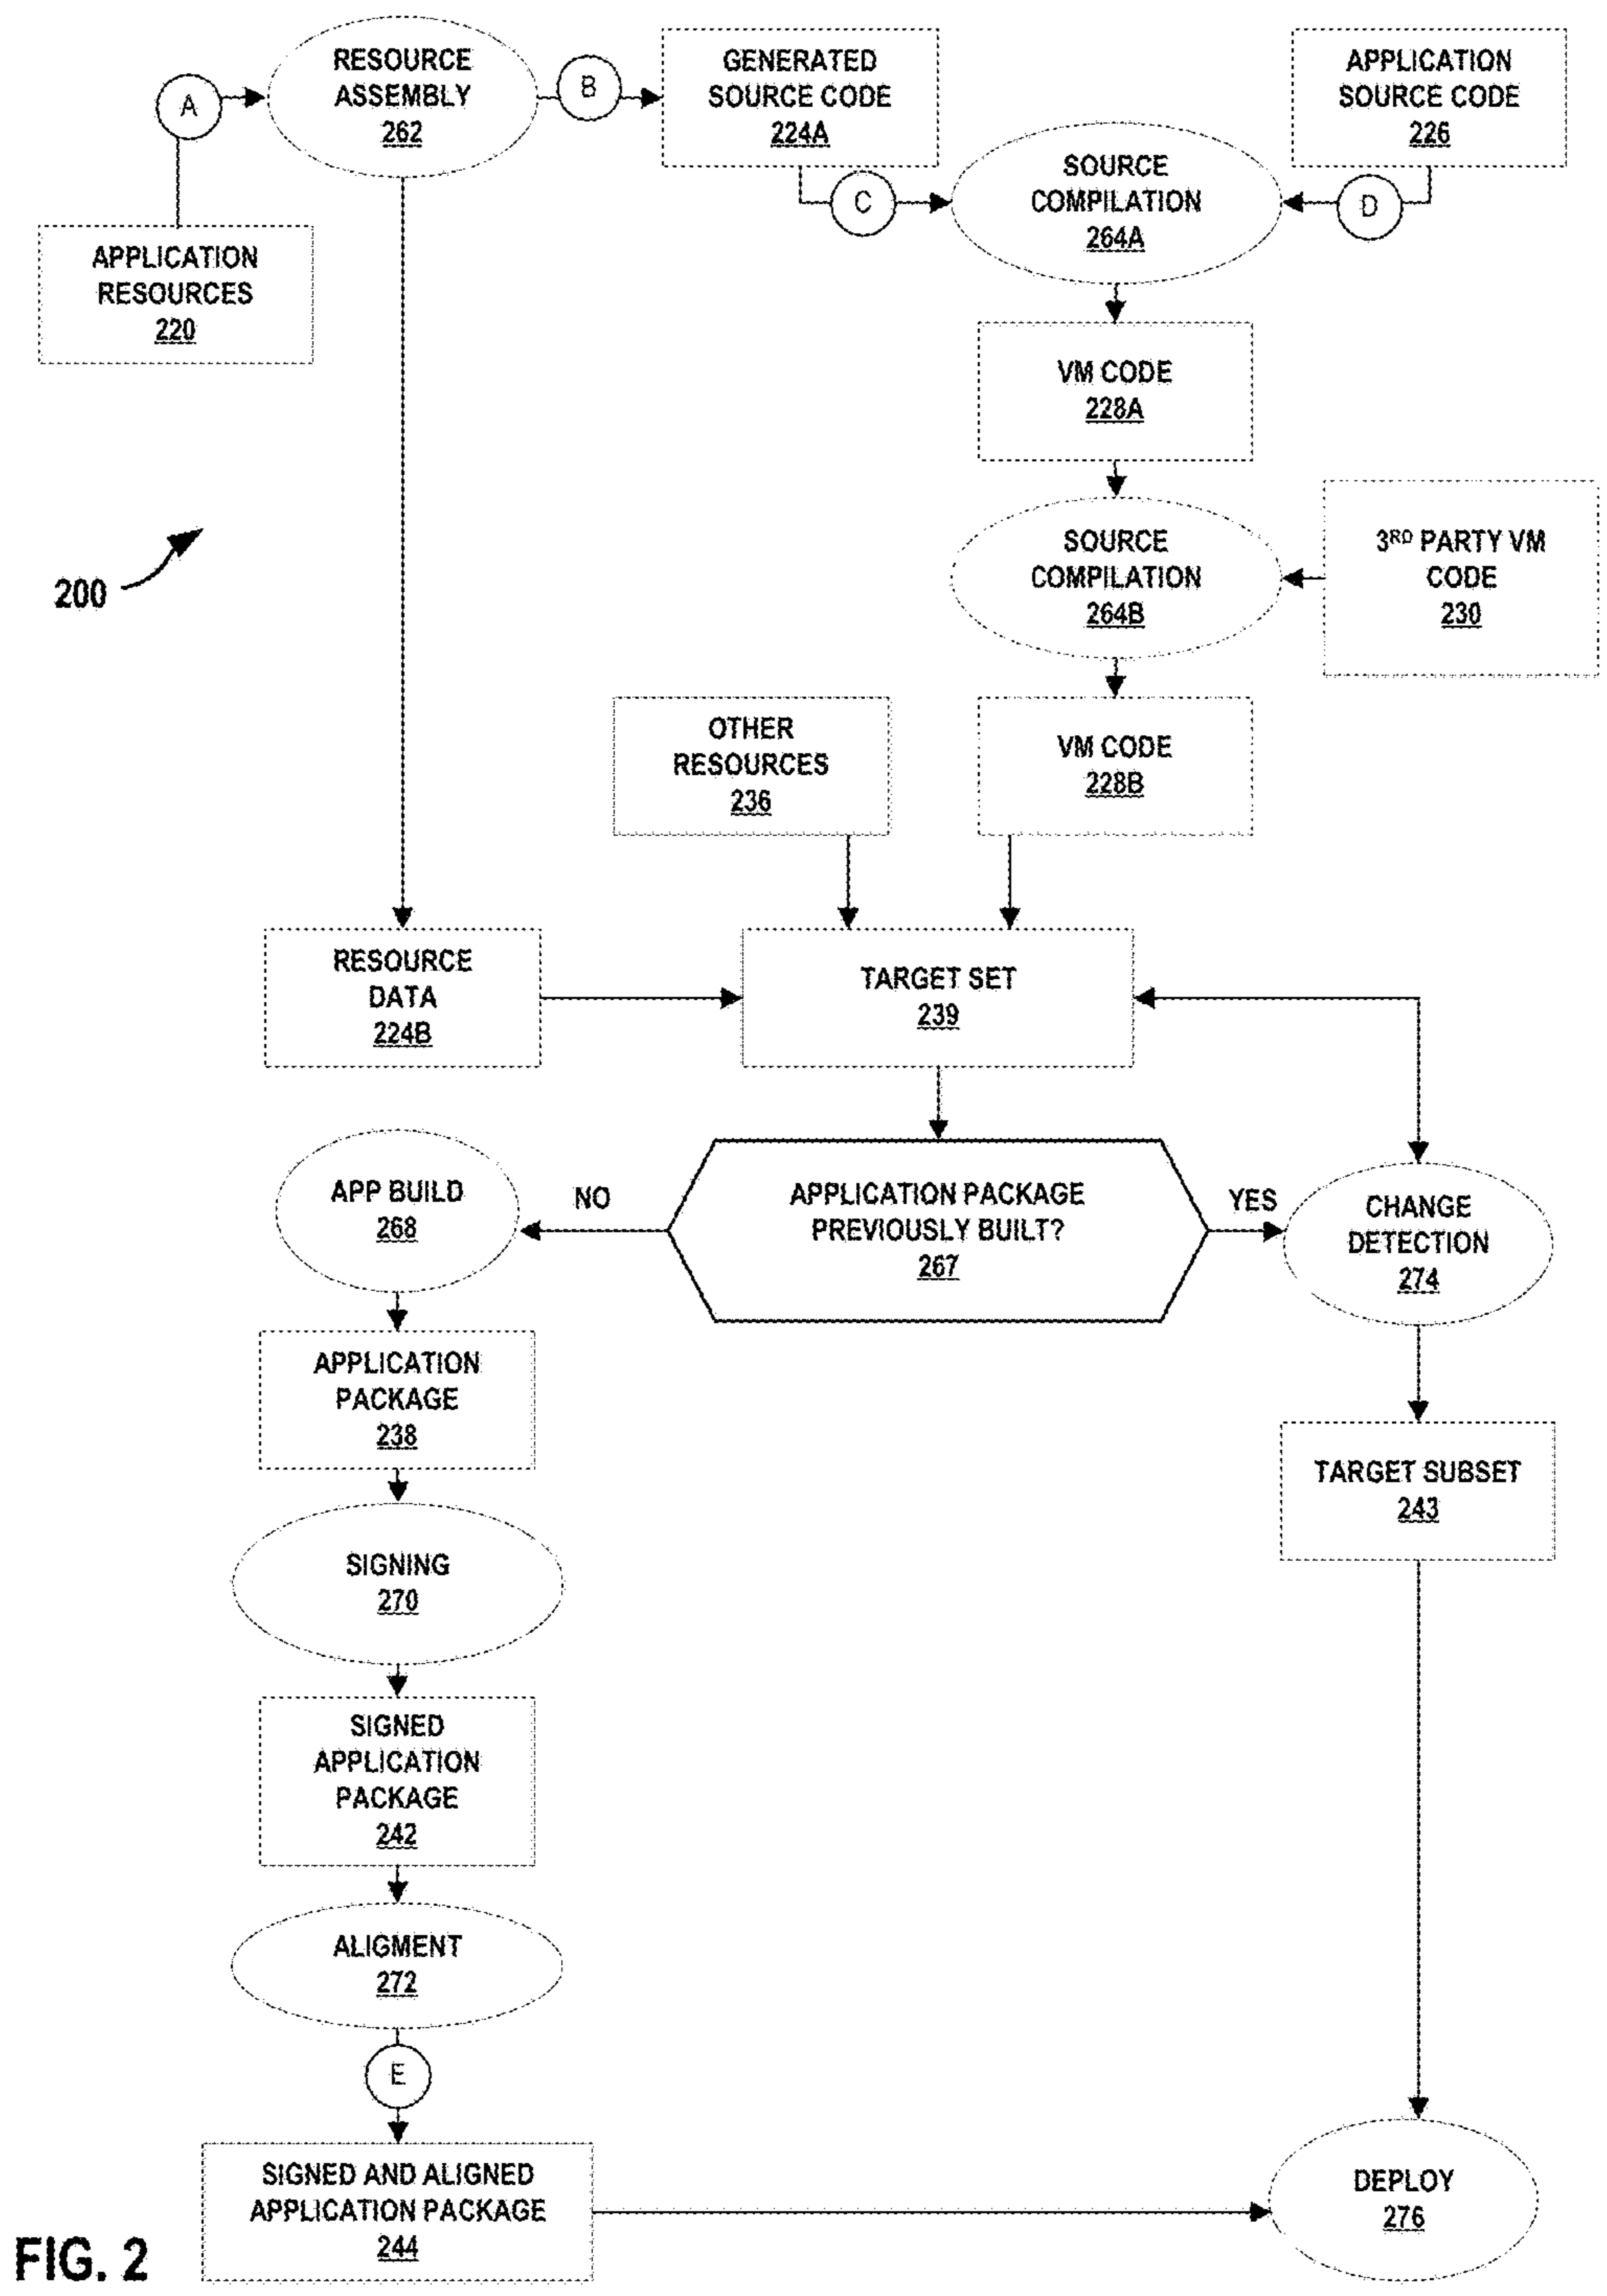 A
RESOURCE
ASSEMBLY
262
B
GENERATED
SOURCE CODE
224A
APPLICATION
SOURCE CODE
226
APPLICATION
RESOURCES
220
C
SOURCE
COMPILATION
264A
D
VM CODE
228A
200
SOURCE
COMPILATION
264B
3RD PARTY VM
CODE
230
OTHER
RESOURCES
236
VM CODE
228B
RESOURCE
DATA
224B
TARGET SET
239
APP BUILD
268
NO
APPLICATION PACKAGE
PREVIOUSLY BUILT?
267
YES
CHANGE
DETECTION
274
APPLICATION
PACKAGE
238
TARGET SUBSET
243
SIGNING
270
SIGNED
APPLICATION
PACKAGE
242
ALIGMENT
272
E
SIGNED AND ALIGNED
APPLICATION PACKAGE
244
DEPLOY
276
FIG. 2